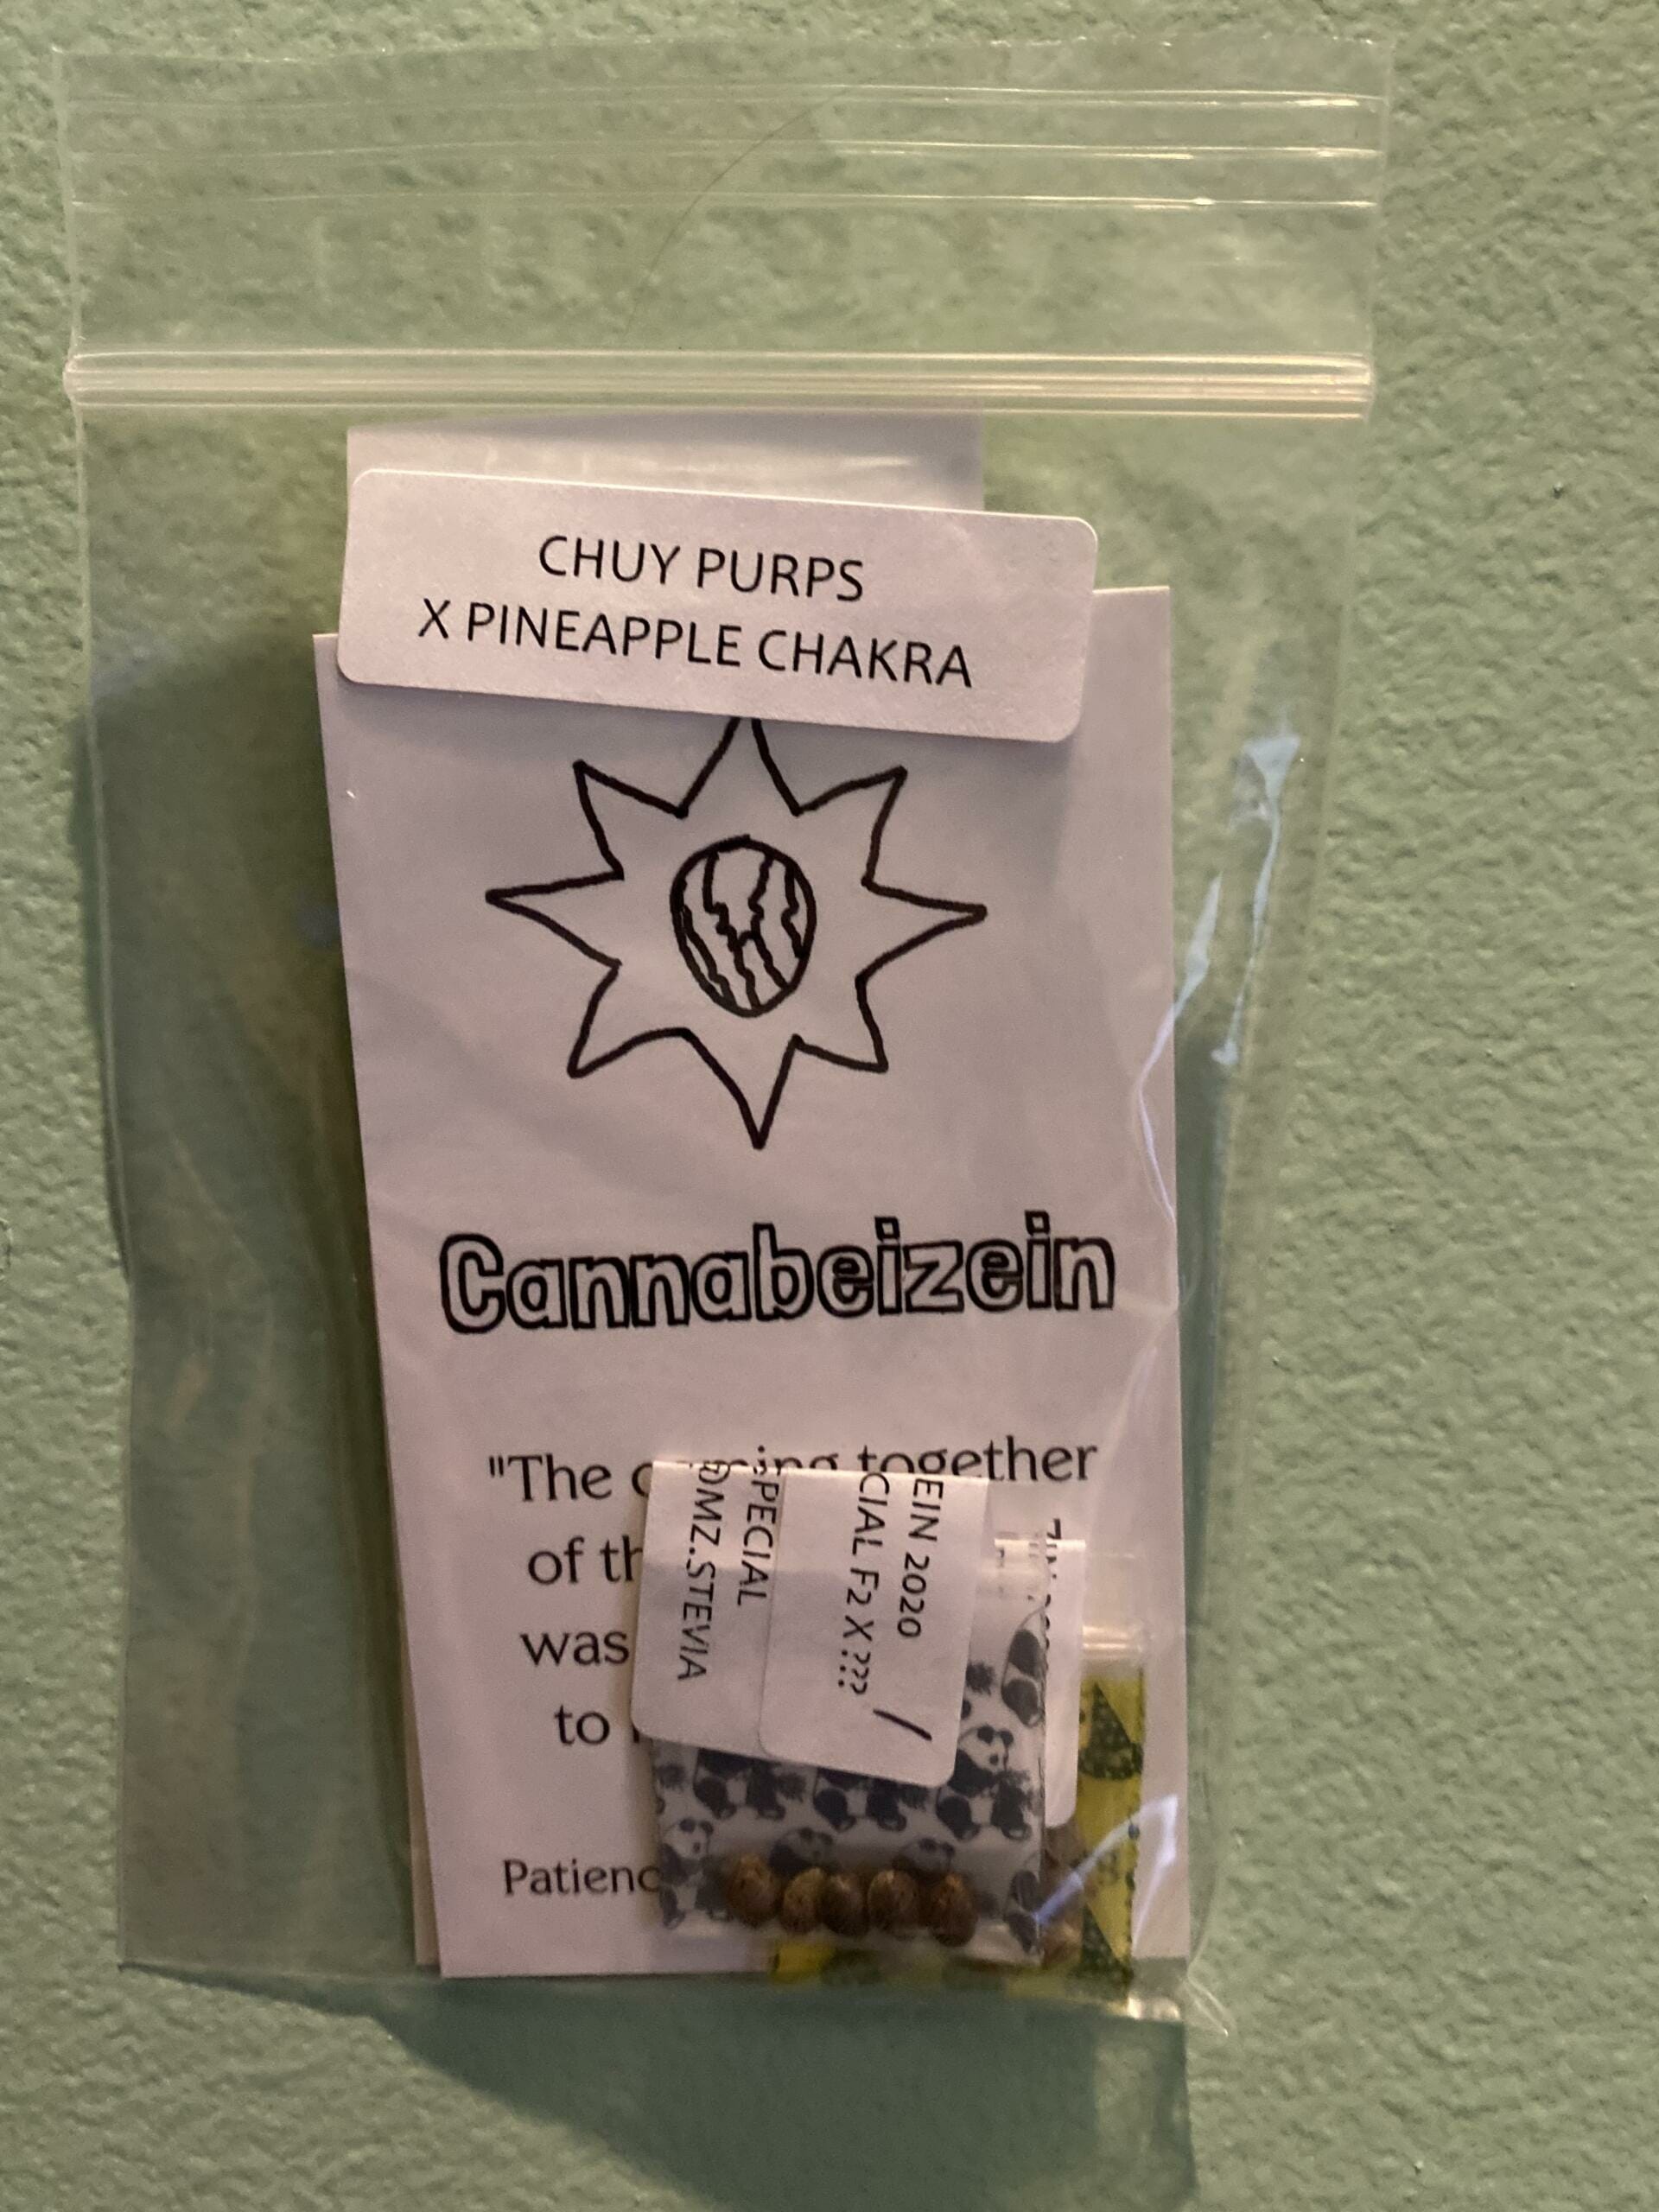 CHUY PURPS
X PINEAPPLE CHAKRA
Cannabeizein
"The coming together
of th
was
to
Patienc
EIN 2020
CIAL F2 X ???
/
SPECIAL
MZ.STEVIA